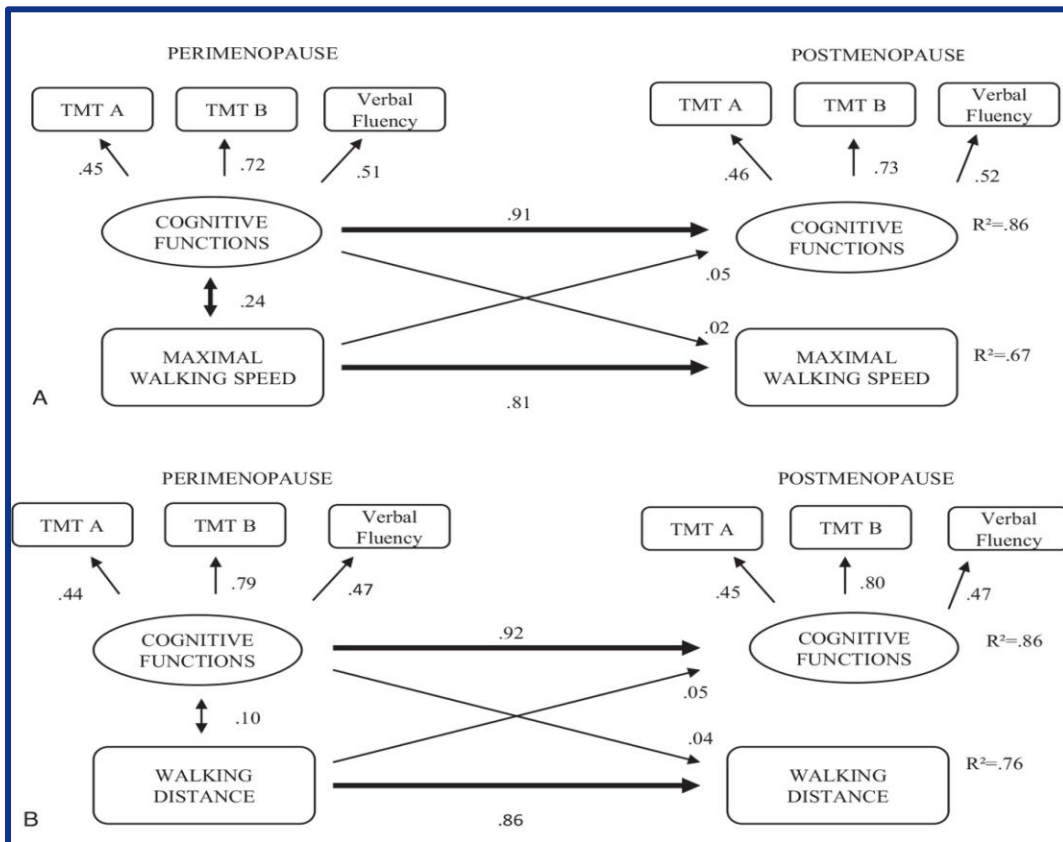 PERIMENOPAUSE
POSTMENOPAUSE
TMT A
TMT B
Verbal
Fluency
TMT A
TMT B
Verbal
Fluency
.45
.72
.51
.46
.73
.52
COGNITIVE
FUNCTIONS
.91
COGNITIVE
FUNCTIONS
R²=.86
.24
.05
.02
MAXIMAL
WALKING SPEED
MAXIMAL
WALKING SPEED
R²=.67
A
.81
PERIMENOPAUSE
POSTMENOPAUSE
TMT A
TMT B
Verbal
Fluency
TMT A
TMT B
Verbal
Fluency
.44
.79
.47
.45
.80
.47
COGNITIVE
FUNCTIONS
.92
COGNITIVE
FUNCTIONS
R²=.86
.10
.05
.04
WALKING
DISTANCE
WALKING
DISTANCE
R²=.76
B
.86